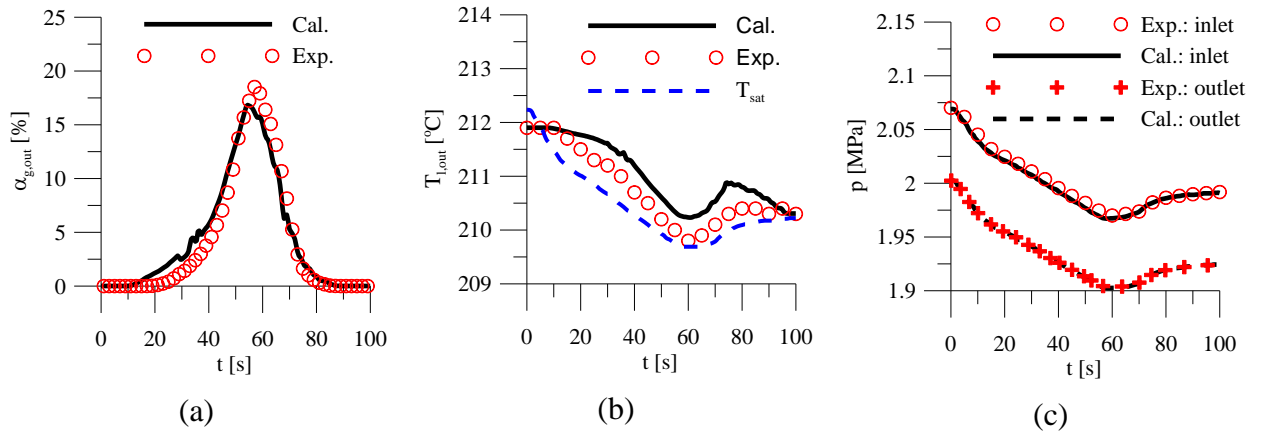 25
20
15
10
5
0
α_g,out [%]
Cal.
Exp.
0 20 40 60 80 100
t [s]
(a)
214
213
212
211
210
209
T_l,out [°C]
Cal.
Exp.
T_sat
0 20 40 60 80 100
t [s]
(b)
2.15
2.1
2.05
2
1.95
1.9
p [MPa]
Exp.: inlet
Cal.: inlet
Exp.: outlet
Cal.: outlet
0 20 40 60 80 100
t [s]
(c)